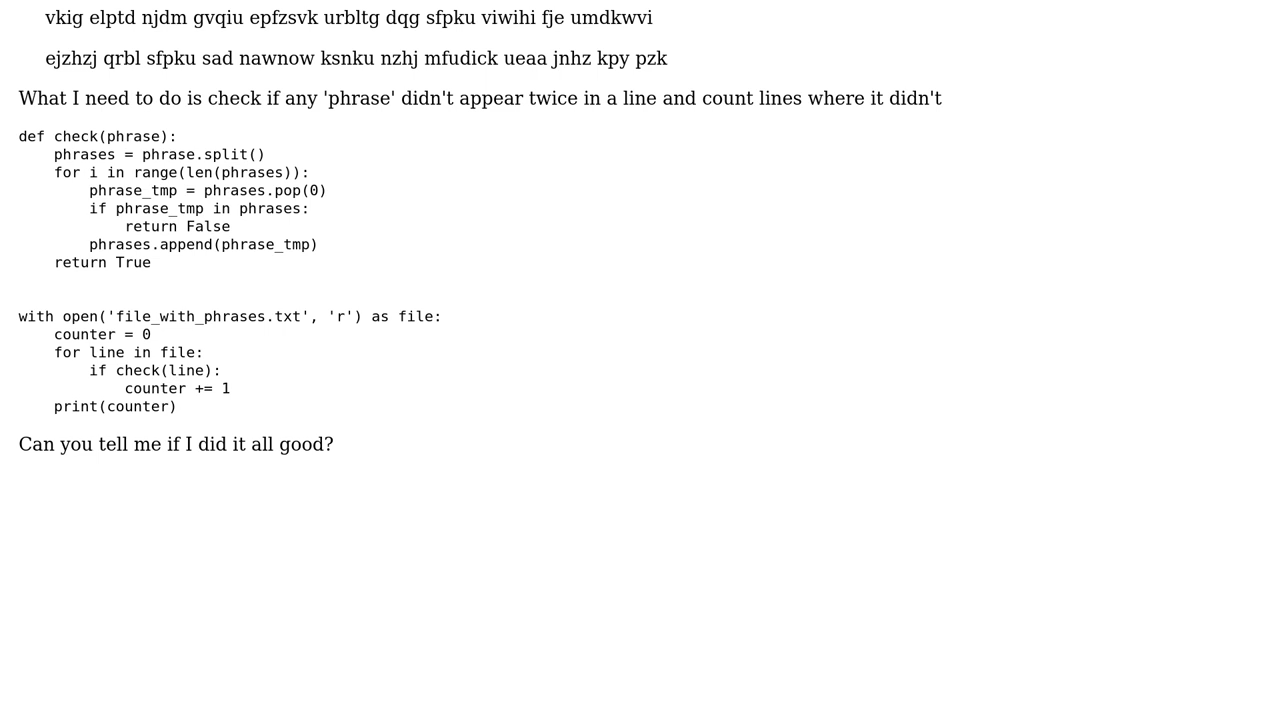 vkig elptd njdm gvqiu epfzsvk urbltg dqg sfpku viwihi fje umdkwvi
ejzhzj qrbl sfpku sad nawnow ksnku nzhj mfudick ueaa jnhz kpy pzk
What I need to do is check if any 'phrase' didn't appear twice in a line and count lines where it didn't
def check(phrase):
    phrases = phrase.split()
    for i in range(len(phrases)):
        phrase_tmp = phrases.pop(0)
        if phrase_tmp in phrases:
            return False
        phrases.append(phrase_tmp)
    return True
with open('file_with_phrases.txt', 'r') as file:
    counter = 0
    for line in file:
        if check(line):
            counter += 1
    print(counter)
Can you tell me if I did it all good?